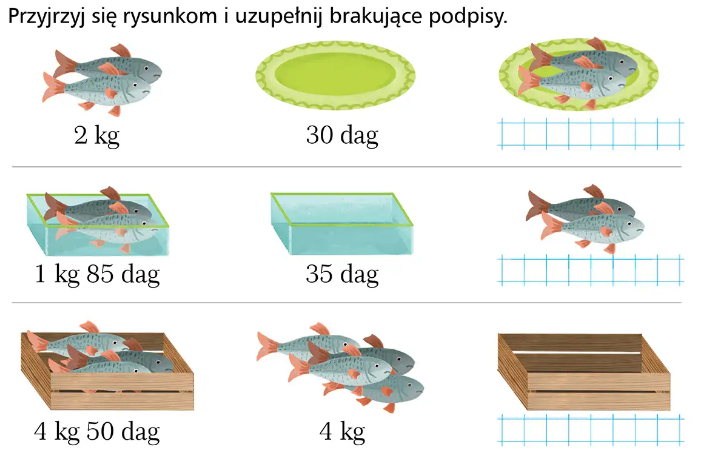 Przyjrzyj się rysunkom i uzupełnij brakujące podpisy.
2 kg
30 dag
1 kg 85 dag
35 dag
4 kg 50 dag
4 kg